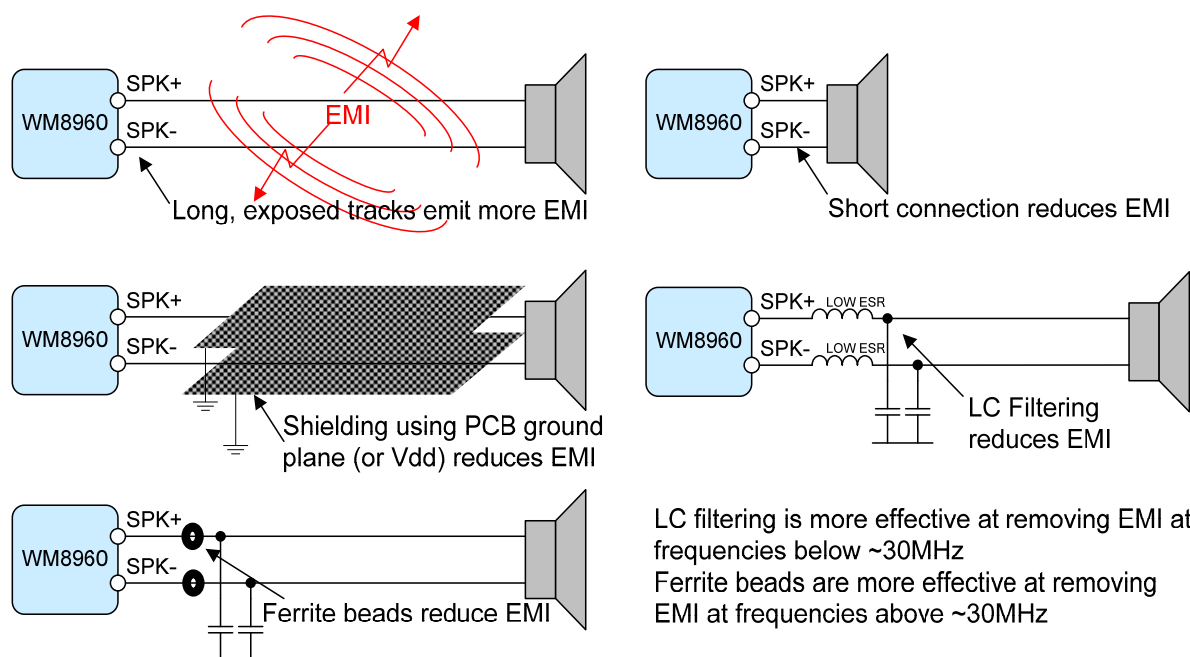 SPK+
WM8960
EMI
SPK-
Long, exposed tracks emit more EMI
SPK+
WM8960
SPK-
Short connection reduces EMI
SPK+
WM8960
SPK-
Shielding using PCB ground
plane (or Vdd) reduces EMI
SPK+
LOW ESR
WM8960
SPK-
LOW ESR
LC Filtering
reduces EMI
SPK+
WM8960
SPK-
Ferrite beads reduce EMI
LC filtering is more effective at removing EMI at
frequencies below ~30MHz
Ferrite beads are more effective at removing
EMI at frequencies above ~30MHz